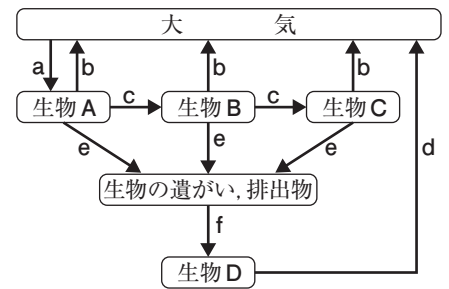 大 気
a b b b
生物A c 生物B c 生物C
e e e d
生物の遺がい,排出物
f
生物D